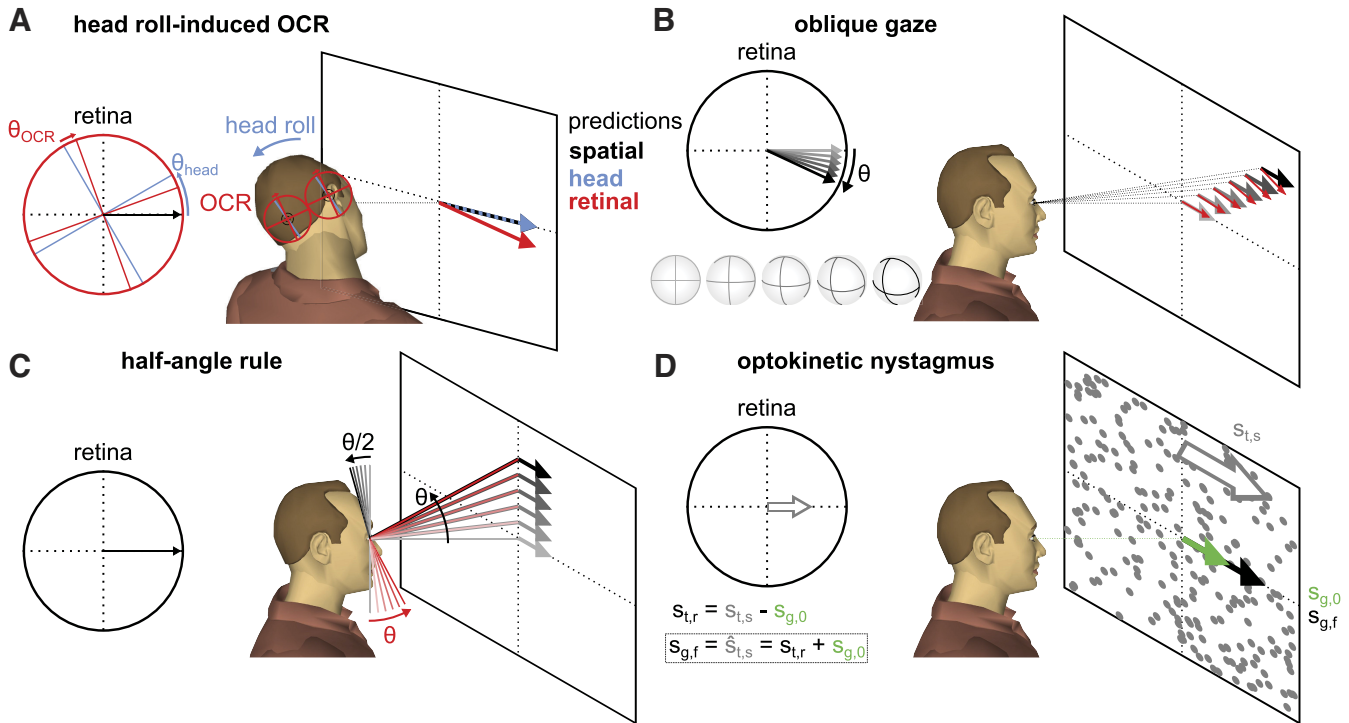 A head roll-induced OCR
retina
θOCR
θhead
head roll
OCR
predictions
spatial
head
retinal
B oblique gaze
retina
θ
C half-angle rule
retina
θ/2
θ
θ
D optokinetic nystagmus
retina
st,s
st,r = st,s - sg,0
sg,f = ŝt,s = st,r + sg,0
sg,0
sg,f